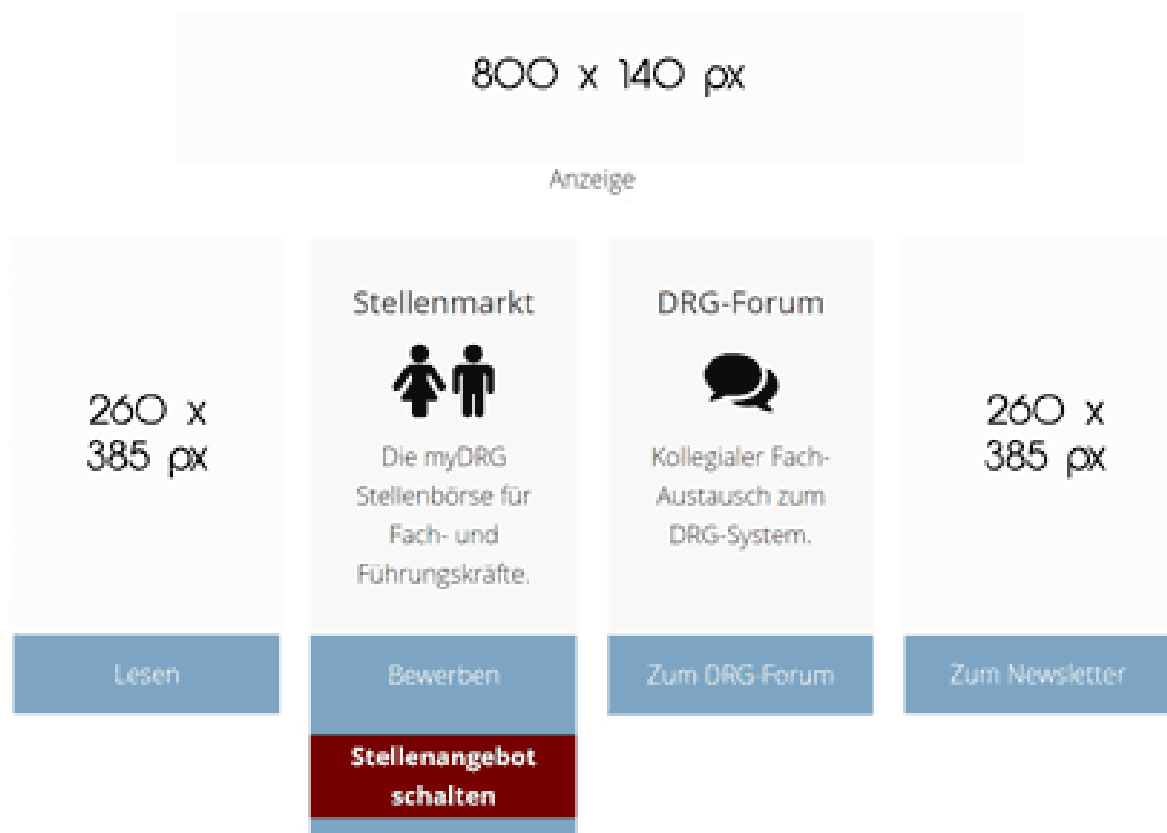 800 x 140 px
Anzeige
260 x
385 px
Lesen
Stellenmarkt
Die myDRG
Stellenbörse für
Fach- und
Führungskräfte.
Bewerben
Stellenangebot
schalten
DRG-Forum
Kollegialer Fach-
Austausch zum
DRG-System.
Zum DRG-Forum
260 x
385 px
Zum Newsletter